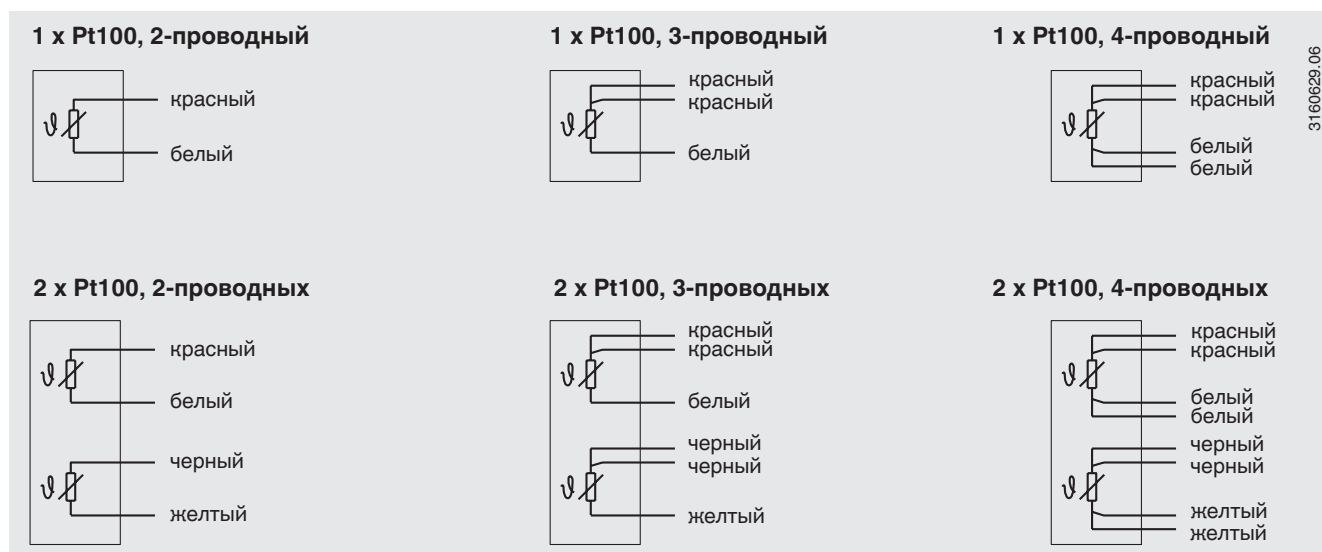 1 x Pt100, 2-проводный
красный
белый
1 x Pt100, 3-проводный
красный
красный
белый
1 x Pt100, 4-проводный
красный
красный
белый
белый
3160629.06
2 x Pt100, 2-проводных
ϑ
красный
белый
ϑ
черный
желтый
2 x Pt100, 3-проводных
ϑ
красный
красный
белый
ϑ
черный
черный
желтый
2 x Pt100, 4-проводных
ϑ
красный
красный
белый
белый
ϑ
черный
черный
желтый
желтый